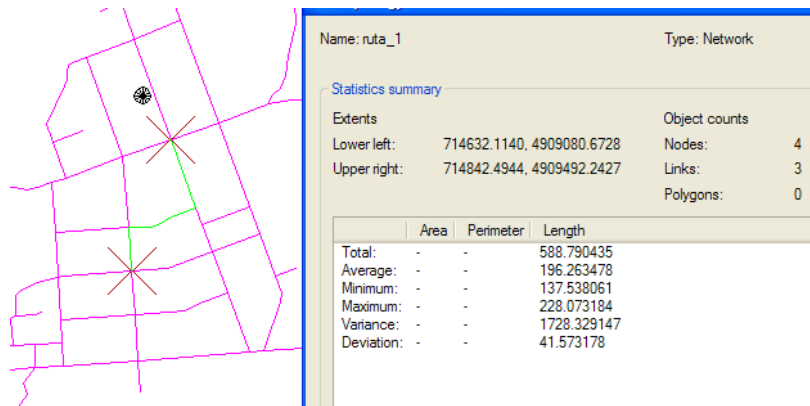 Name: ruta_1 Type: Network
Statistics summary
Extents Object counts
Lower left: 714632.1140, 4909080.6728 Nodes: 4
Upper right: 714842.4944, 4909492.2427 Links: 3
Polygons: 0
Area Perimeter Length
Total: - - 588.790435
Average: - - 196.263478
Minimum: - - 137.538061
Maximum: - - 228.073184
Variance: - - 1728.329147
Deviation: - - 41.573178